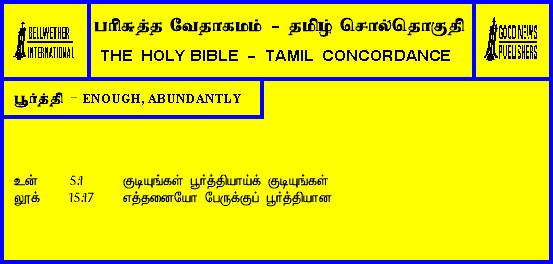 BELLWETHER
INTERNATIONAL
பரிசுத்த வேதாகமம் - தமிழ் சொல்தொகுதி
THE HOLY BIBLE - TAMIL CONCORDANCE
GOOD NEWS
PUBLISHERS
பூர்த்தி - ENOUGH, ABUNDANTLY
உன் 5:1 குடியுங்கள் பூர்த்தியாய்க் குடியுங்கள்
லூக் 15:17 எத்தனையோ பேருக்குப் பூர்த்தியான